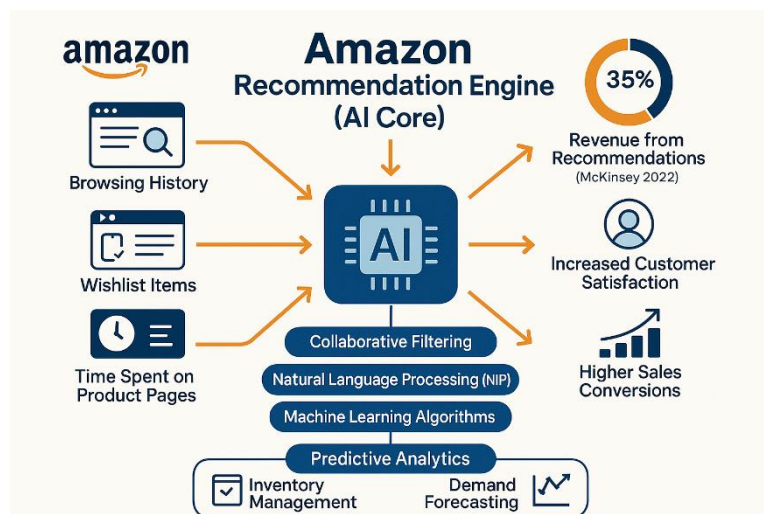 amazon
Amazon
Recommendation Engine
(AI Core)
Browsing History
Wishlist Items
Time Spent on
Product Pages
AI
35%
Revenue from
Recommendations
(McKinsey 2022)
Increased Customer
Satisfaction
Higher Sales
Conversions
Collaborative Filtering
Natural Language Processing (NIP)
Machine Learning Algorithms
Predictive Analytics
Inventory
Management
Demand
Forecasting